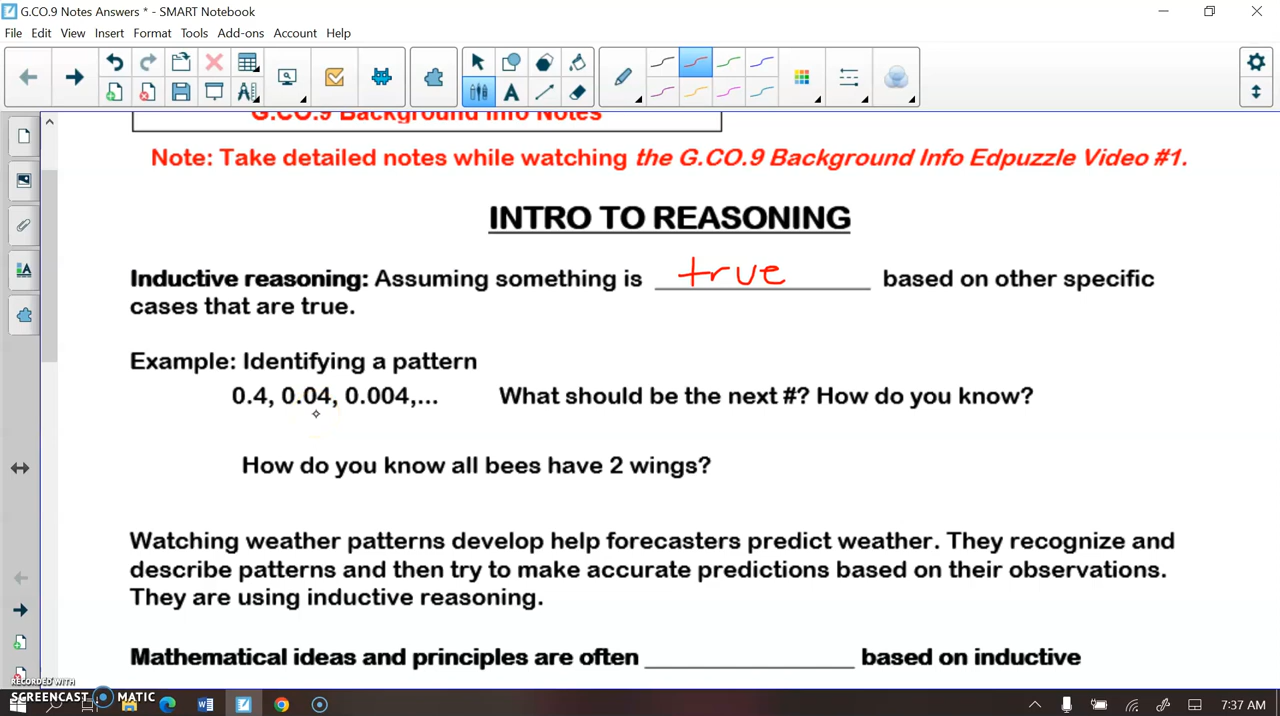 G.CO.9 Notes Answers * - SMART Notebook
File Edit View Insert Format Tools Add-ons Account Help
G.CO.9 Background Info Notes
Note: Take detailed notes while watching the G.CO.9 Background Info Edpuzzle Video #1.
INTRO TO REASONING
Inductive reasoning: Assuming something is true based on other specific
cases that are true.
Example: Identifying a pattern
0.4, 0.04, 0.004,... What should be the next #? How do you know?
How do you know all bees have 2 wings?
Watching weather patterns develop help forecasters predict weather. They recognize and
describe patterns and then try to make accurate predictions based on their observations.
They are using inductive reasoning.
Mathematical ideas and principles are often ____________ based on inductive
RECORDED WITH
SCREENCAST MATIC
7:37 AM